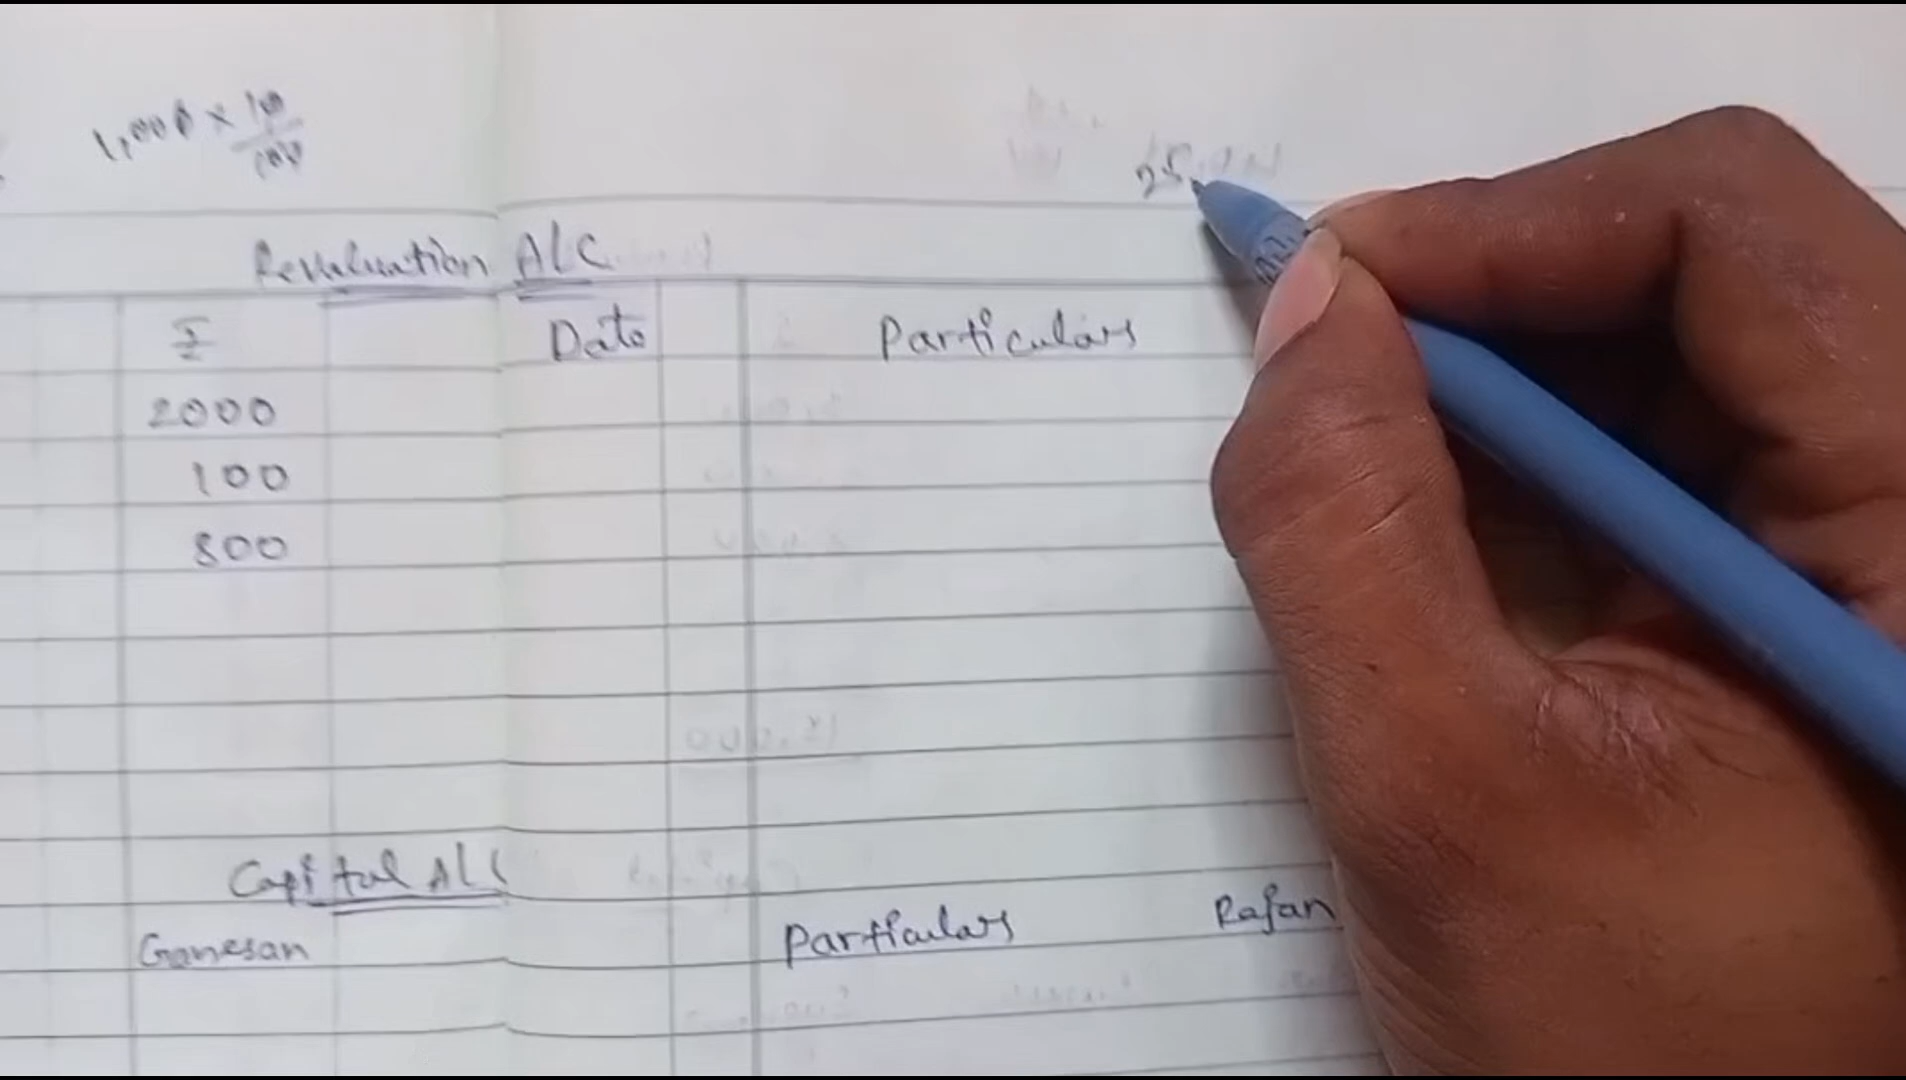 1,000 × 10/100
25,
Revaluation A/C
₹ Date Particulars
2000
100
800
Capital A/C
Ganesan Particulars Rajan